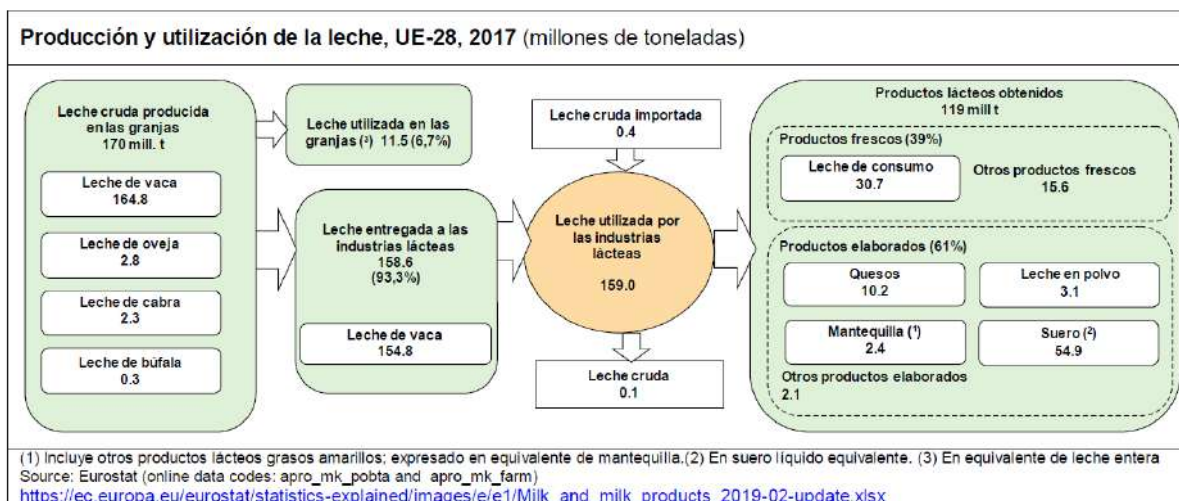 Producción y utilización de la leche, UE-28, 2017 (millones de toneladas)
Leche cruda producida
en las granjas
170 mill. t
Leche de vaca
164.8
Leche de oveja
2.8
Leche de cabra
2.3
Leche de búfala
0.3
Leche utilizada en las
granjas (³) 11.5 (6,7%)
Leche entregada a las
industrias lácteas
158.6
(93,3%)
Leche de vaca
154.8
Leche cruda importada
0.4
Leche utilizada por
las industrias
lácteas
159.0
Leche cruda
0.1
Productos lácteos obtenidos
119 mill t
Productos frescos (39%)
Leche de consumo
30.7
Otros productos frescos
15.6
Productos elaborados (61%)
Quesos
10.2
Leche en polvo
3.1
Mantequilla (¹)
2.4
Suero (²)
54.9
Otros productos elaborados
2.1
(1) Incluye otros productos lácteos grasos amarillos; expresado en equivalente de mantequilla.(2) En suero líquido equivalente. (3) En equivalente de leche entera
Source: Eurostat (online data codes: apro_mk_pobta and apro_mk_farm)
https://ec.europa.eu/eurostat/statistics-explained/images/e/e1/Milk_and_milk_products_2019-02-update.xlsx